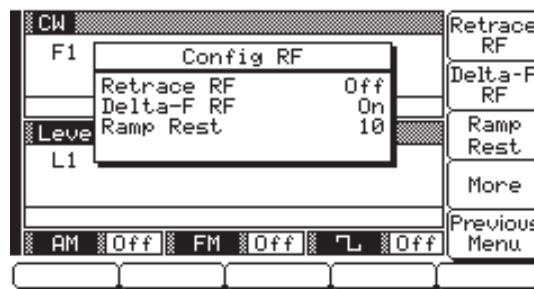 CW
F1
Config RF
Retrace RF Off
Delta-F RF On
Ramp Rest 10
Leve
L1
AM Off FM Off Off
Retrace
RF
Delta-F
RF
Ramp
Rest
More
Previous
Menu